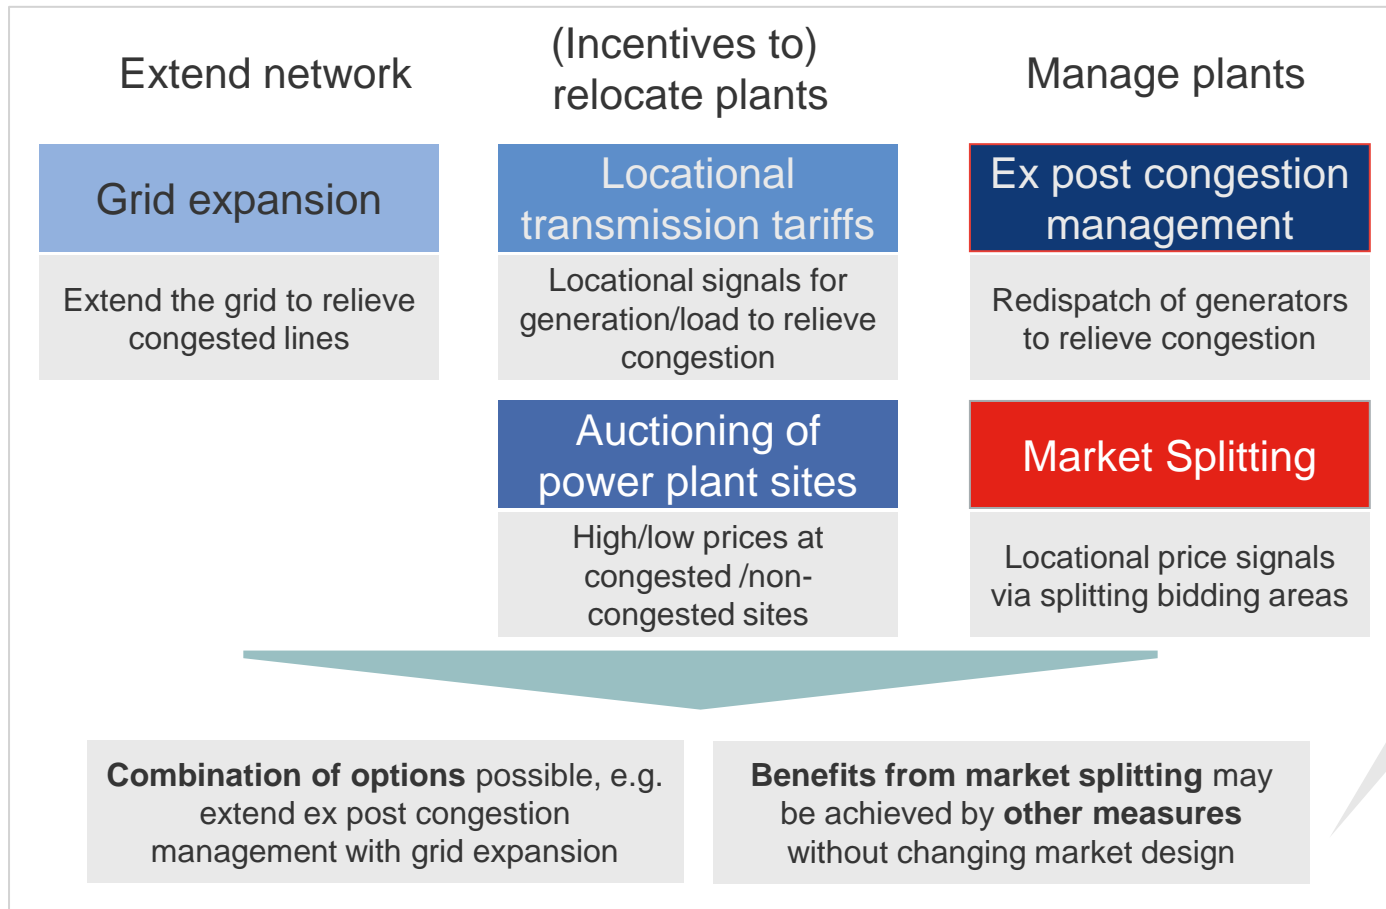 Extend network
(Incentives to)
relocate plants
Manage plants
Grid expansion
Extend the grid to relieve
congested lines
Locational
transmission tariffs
Locational signals for
generation/load to relieve
congestion
Ex post congestion
management
Redispatch of generators
to relieve congestion
Auctioning of
power plant sites
High/low prices at
congested /non-
congested sites
Market Splitting
Locational price signals
via splitting bidding areas
Combination of options possible, e.g.
extend ex post congestion
management with grid expansion
Benefits from market splitting may
be achieved by other measures
without changing market design